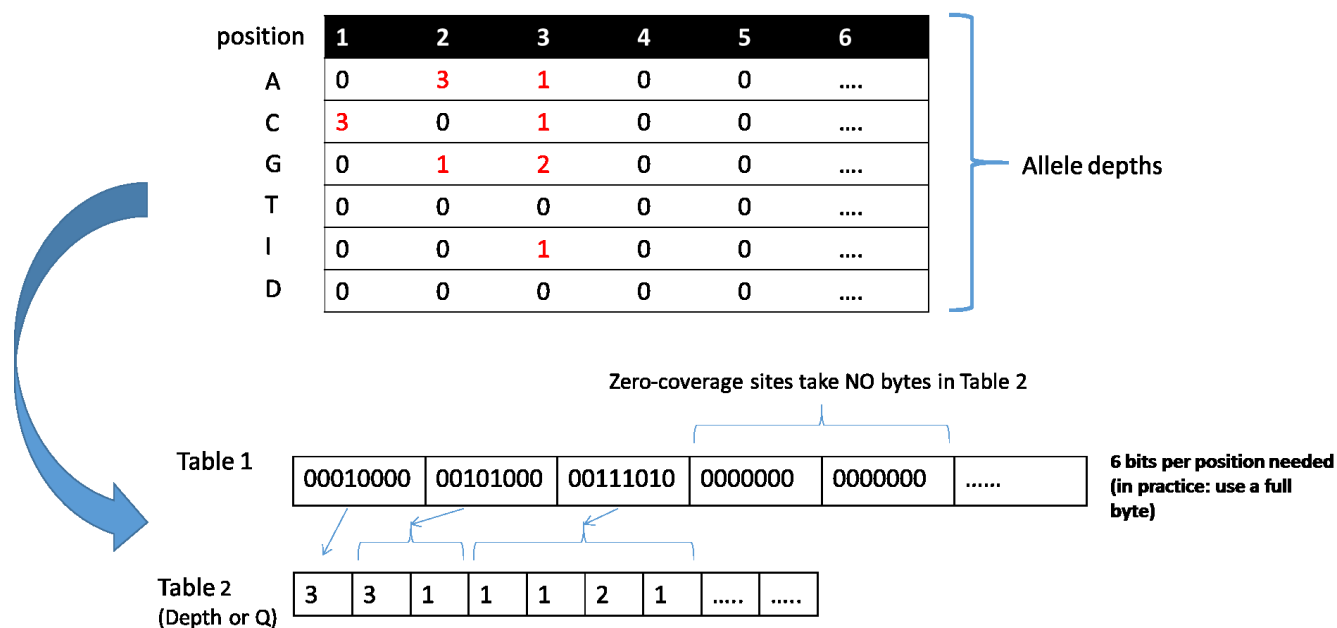 position 1 2 3 4 5 6
A 0 3 1 0 0 ....
C 3 0 1 0 0 ....
G 0 1 2 0 0 ....
T 0 0 0 0 0 ....
I 0 0 1 0 0 ....
D 0 0 0 0 0 ....
Allele depths
Zero-coverage sites take NO bytes in Table 2
Table 1 00010000 00101000 00111010 0000000 0000000 ......
6 bits per position needed
(in practice: use a full
byte)
Table 2
(Depth or Q)
3 3 1 1 1 2 1 ..... .....